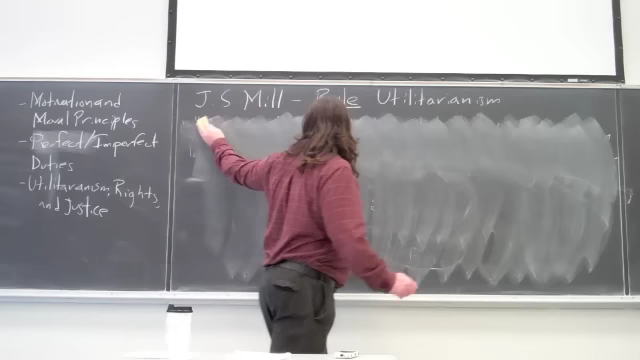 - Motivation and
Moral Principles
- Perfect/Imperfect
Duties
- Utilitarianism, Rights,
and Justice
J.S Mill - Rule Utilitarianism